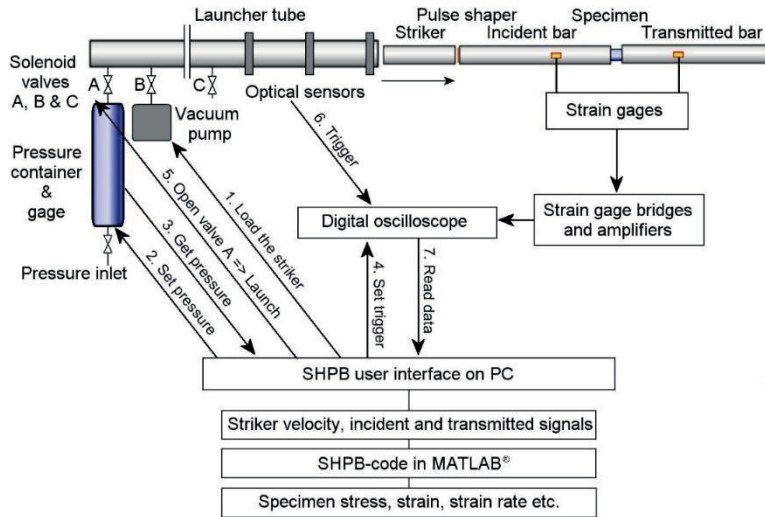 Launcher tube
Pulse shaper
Specimen
Striker
Incident bar
Transmitted bar
Solenoid
valves
A, B & C
A
B
C
Optical sensors
Vacuum
pump
Strain gages
Pressure
container
&
gage
6. Trigger
Digital oscilloscope
Strain gage bridges
and amplifiers
Pressure inlet
5. Open valve A => Launch
1. Load the striker
3. Get pressure
2. Set pressure
4. Set trigger
7. Read data
SHPB user interface on PC
Striker velocity, incident and transmitted signals
SHPB-code in MATLAB®
Specimen stress, strain, strain rate etc.